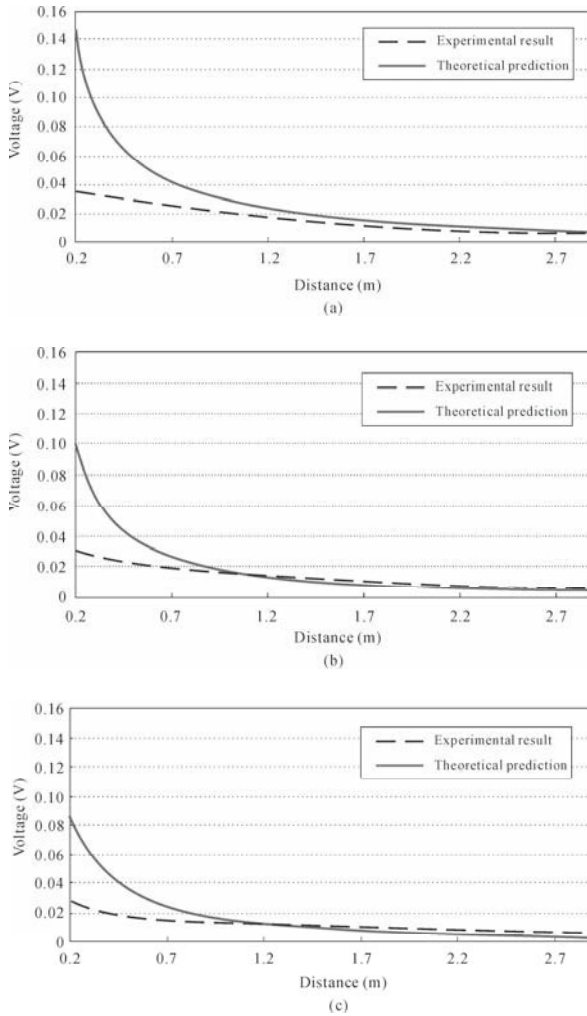 0.16
0.14
0.12
0.10
0.08
0.06
0.04
0.02
0
Voltage (V)
Experimental result
Theoretical prediction
0.2 0.7 1.2 1.7 2.2 2.7
Distance (m)
(a)
0.16
0.14
0.12
0.10
0.08
0.06
0.04
0.02
0
Voltage (V)
Experimental result
Theoretical prediction
0.2 0.7 1.2 1.7 2.2 2.7
Distance (m)
(b)
0.16
0.14
0.12
0.10
0.08
0.06
0.04
0.02
0
Voltage (V)
Experimental result
Theoretical prediction
0.2 0.7 1.2 1.7 2.2 2.7
Distance (m)
(c)